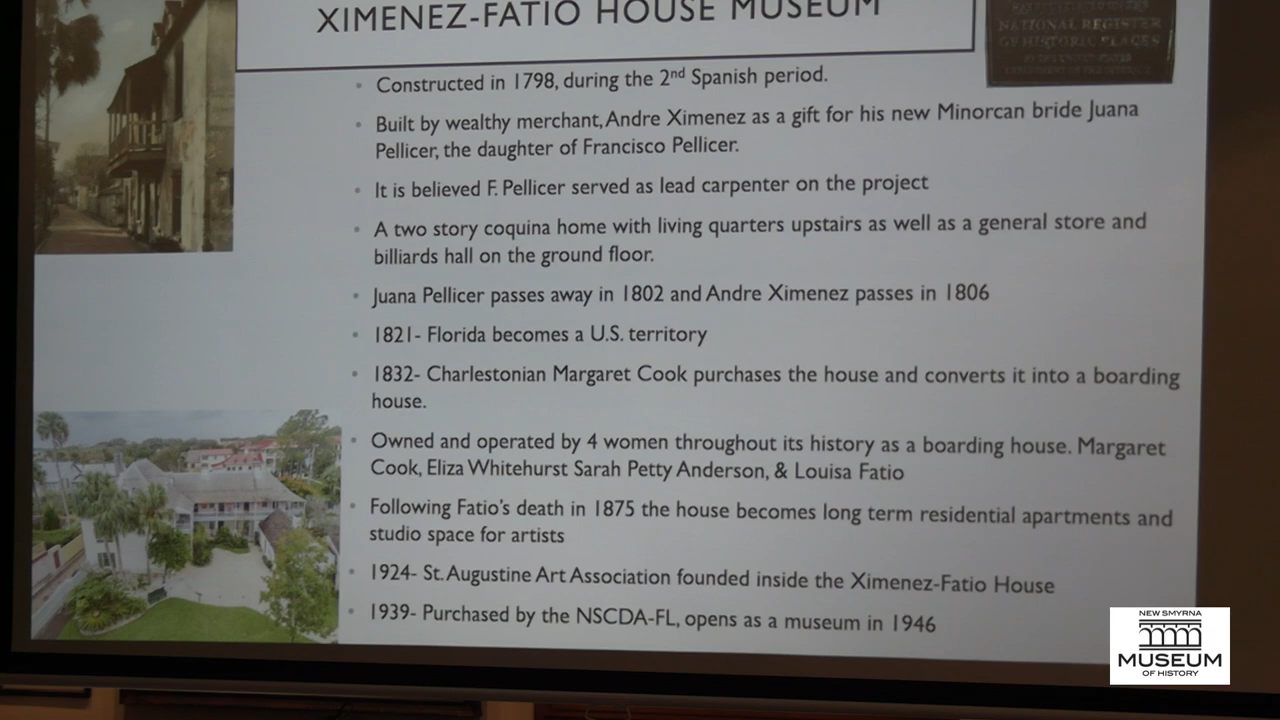 XIMENEZ-FATIO HOUSE MUSEUM
NATIONAL REGISTER
OF HISTORIC PLACES
• Constructed in 1798, during the 2nd Spanish period.
• Built by wealthy merchant, Andre Ximenez as a gift for his new Minorcan bride Juana
Pellicer, the daughter of Francisco Pellicer.
• It is believed F. Pellicer served as lead carpenter on the project
• A two story coquina home with living quarters upstairs as well as a general store and
billiards hall on the ground floor.
• Juana Pellicer passes away in 1802 and Andre Ximenez passes in 1806
• 1821- Florida becomes a U.S. territory
• 1832- Charlestonian Margaret Cook purchases the house and converts it into a boarding
house.
• Owned and operated by 4 women throughout its history as a boarding house. Margaret
Cook, Eliza Whitehurst Sarah Petty Anderson, & Louisa Fatio
• Following Fatio's death in 1875 the house becomes long term residential apartments and
studio space for artists
• 1924- St. Augustine Art Association founded inside the Ximenez-Fatio House
• 1939- Purchased by the NSCDA-FL, opens as a museum in 1946
NEW SMYRNA
MUSEUM
OF HISTORY